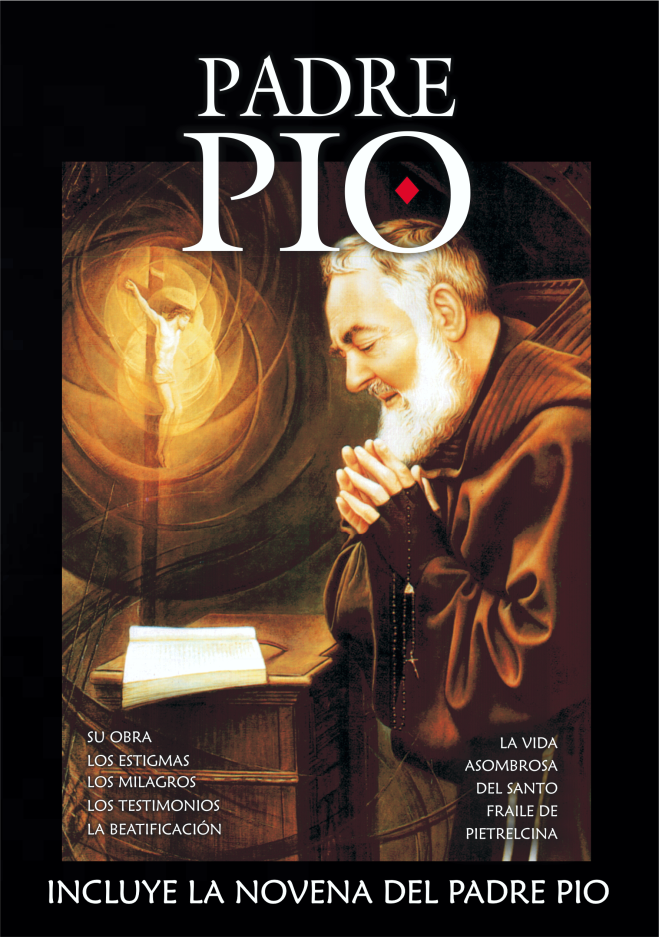 PADRE
PIO
SU OBRA
LOS ESTIGMAS
LOS MILAGROS
LOS TESTIMONIOS
LA BEATIFICACIÓN
LA VIDA
ASOMBROSA
DEL SANTO
FRAILE DE
PIETRELCINA
INCLUYE LA NOVENA DEL PADRE PIO